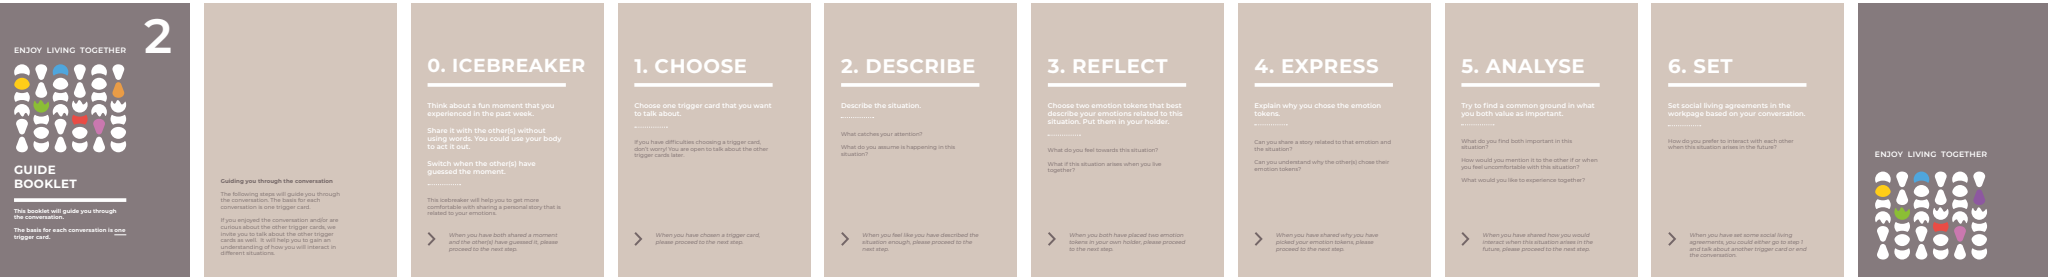 2
ENJOY LIVING TOGETHER
GUIDE
BOOKLET
This booklet will guide you through
the conversation.
The basis for each conversation is one
trigger card.
Guiding you through the conversation
The following steps will guide you through
the conversation. The basis for each
conversation is one trigger card.
If you enjoyed the conversation and/or are
curious about the other trigger cards, we
invite you to talk about the other trigger
cards as well. It will help you to gain an
understanding of how you will interact in
different situations.
0. ICEBREAKER
Think about a fun moment that you
experienced in the past week.
Share it with the other(s) without
using words. You could use your body
to act it out.
Switch when the other(s) have
guessed the moment.
This icebreaker will help you to get more
comfortable with sharing a personal story that is
related to your emotions.
When you have both shared a moment
and the other(s) have guessed it, please
proceed to the next step.
1. CHOOSE
Choose one trigger card that you want
to talk about.
If you have difficulties choosing a trigger card,
don't worry! You are open to talk about the other
trigger cards later.
When you have chosen a trigger card,
please proceed to the next step.
2. DESCRIBE
Describe the situation.
What catches your attention?
What do you assume is happening in this
situation?
When you feel like you have described the
situation enough, please proceed to the
next step.
3. REFLECT
Choose two emotion tokens that best
describe your emotions related to this
situation. Put them in your holder.
What do you feel towards this situation?
What if this situation arises when you live
together?
When you both have placed two emotion
tokens in your own holder, please proceed
to the next step.
4. EXPRESS
Explain why you chose the emotion
tokens.
Can you share a story related to that emotion and
the situation?
Can you understand why the other(s) chose their
emotion tokens?
When you have shared why you have
picked your emotion tokens, please
proceed to the next step.
5. ANALYSE
Try to find a common ground in what
you both value as important.
What do you find both important in this
situation?
How would you mention it to the other if or when
you feel uncomfortable with this situation?
What would you like to experience together?
When you have shared how you would
interact when this situation arises in the
future, please proceed to the next step.
6. SET
Set social living agreements in the
workpage based on your conversation.
How do you prefer to interact with each other
when this situation arises in the future?
When you have set some social living
agreements, you could either go to step 1
and talk about another trigger card or end
the conversation.
ENJOY LIVING TOGETHER